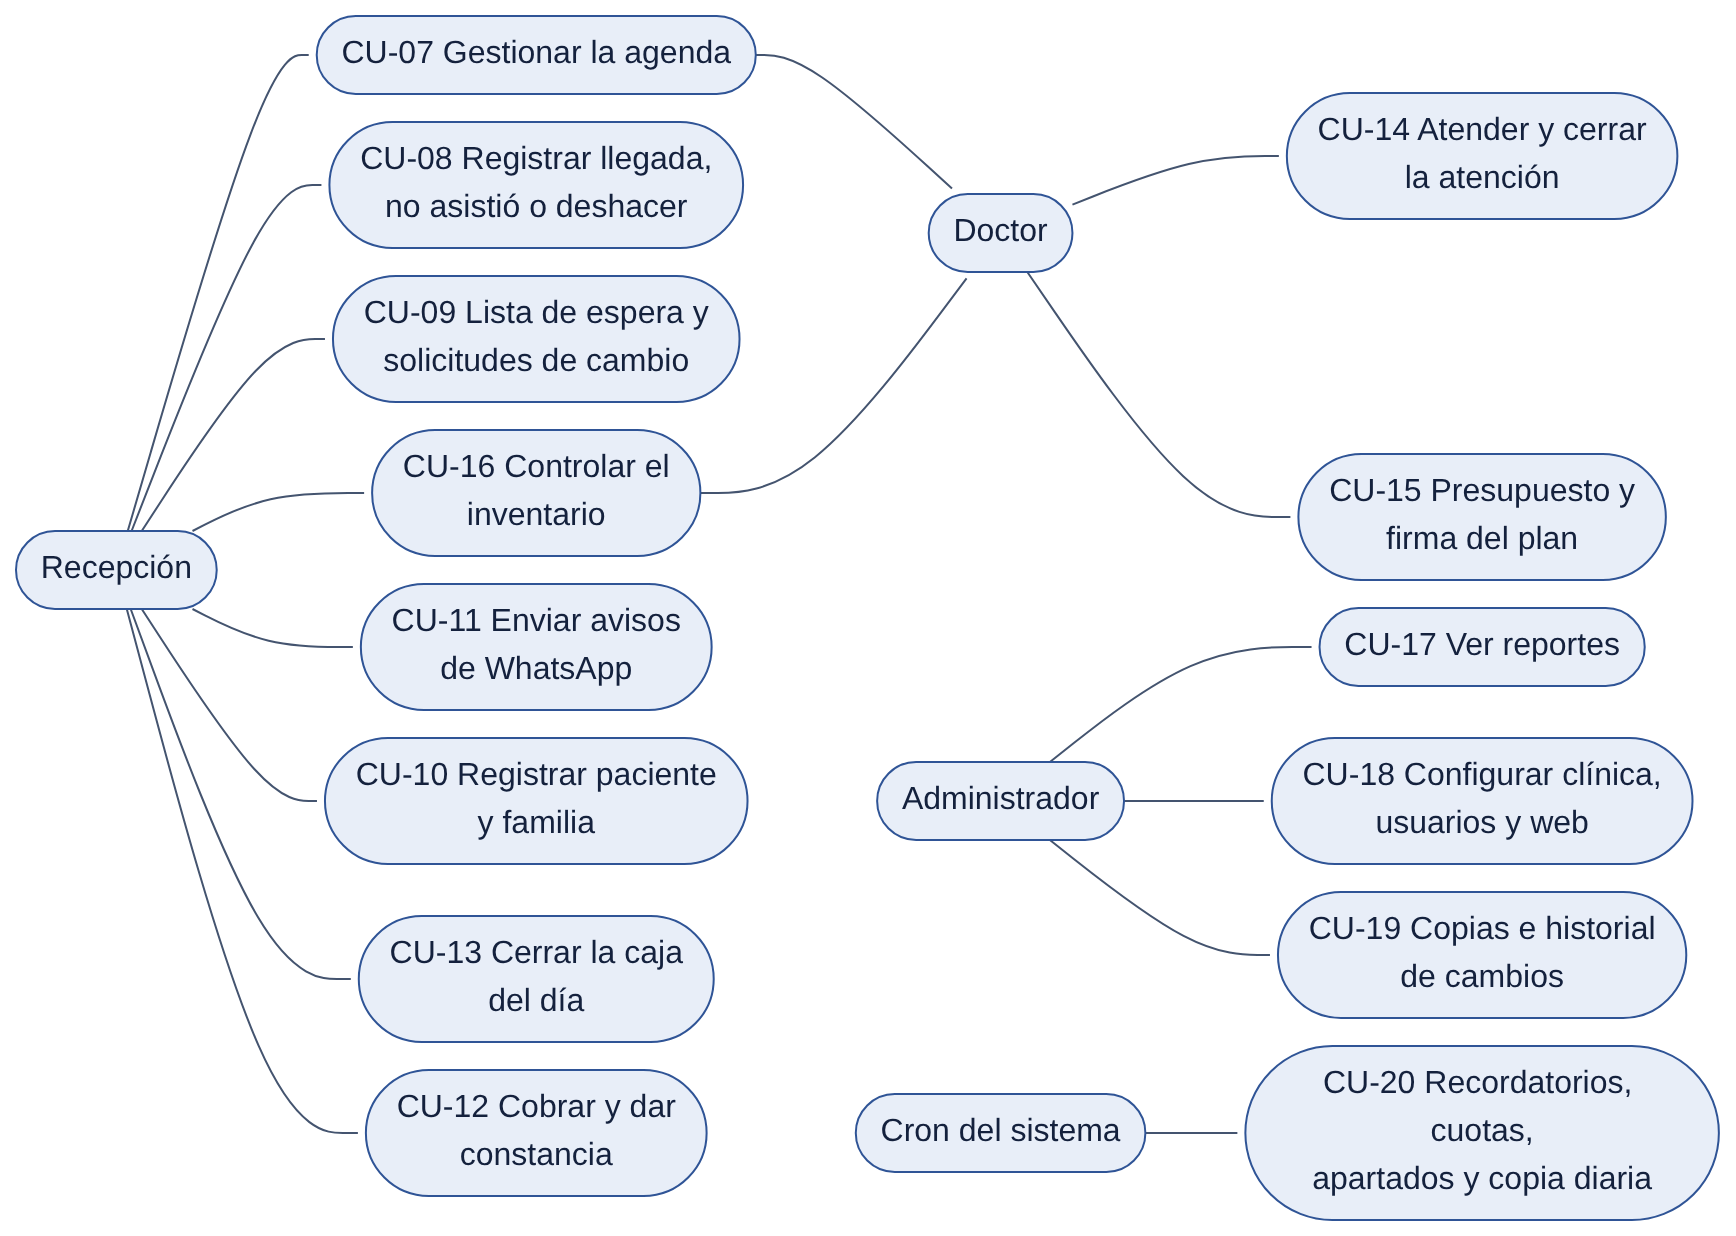 CU-07 Gestionar la agenda
CU-08 Registrar llegada,
no asistió o deshacer
CU-09 Lista de espera y
solicitudes de cambio
CU-16 Controlar el
inventario
Recepción
CU-11 Enviar avisos
de WhatsApp
CU-10 Registrar paciente
y familia
CU-13 Cerrar la caja
del día
CU-12 Cobrar y dar
constancia
Doctor
Administrador
Cron del sistema
CU-14 Atender y cerrar
la atención
CU-15 Presupuesto y
firma del plan
CU-17 Ver reportes
CU-18 Configurar clínica,
usuarios y web
CU-19 Copias e historial
de cambios
CU-20 Recordatorios,
cuotas,
apartados y copia diaria